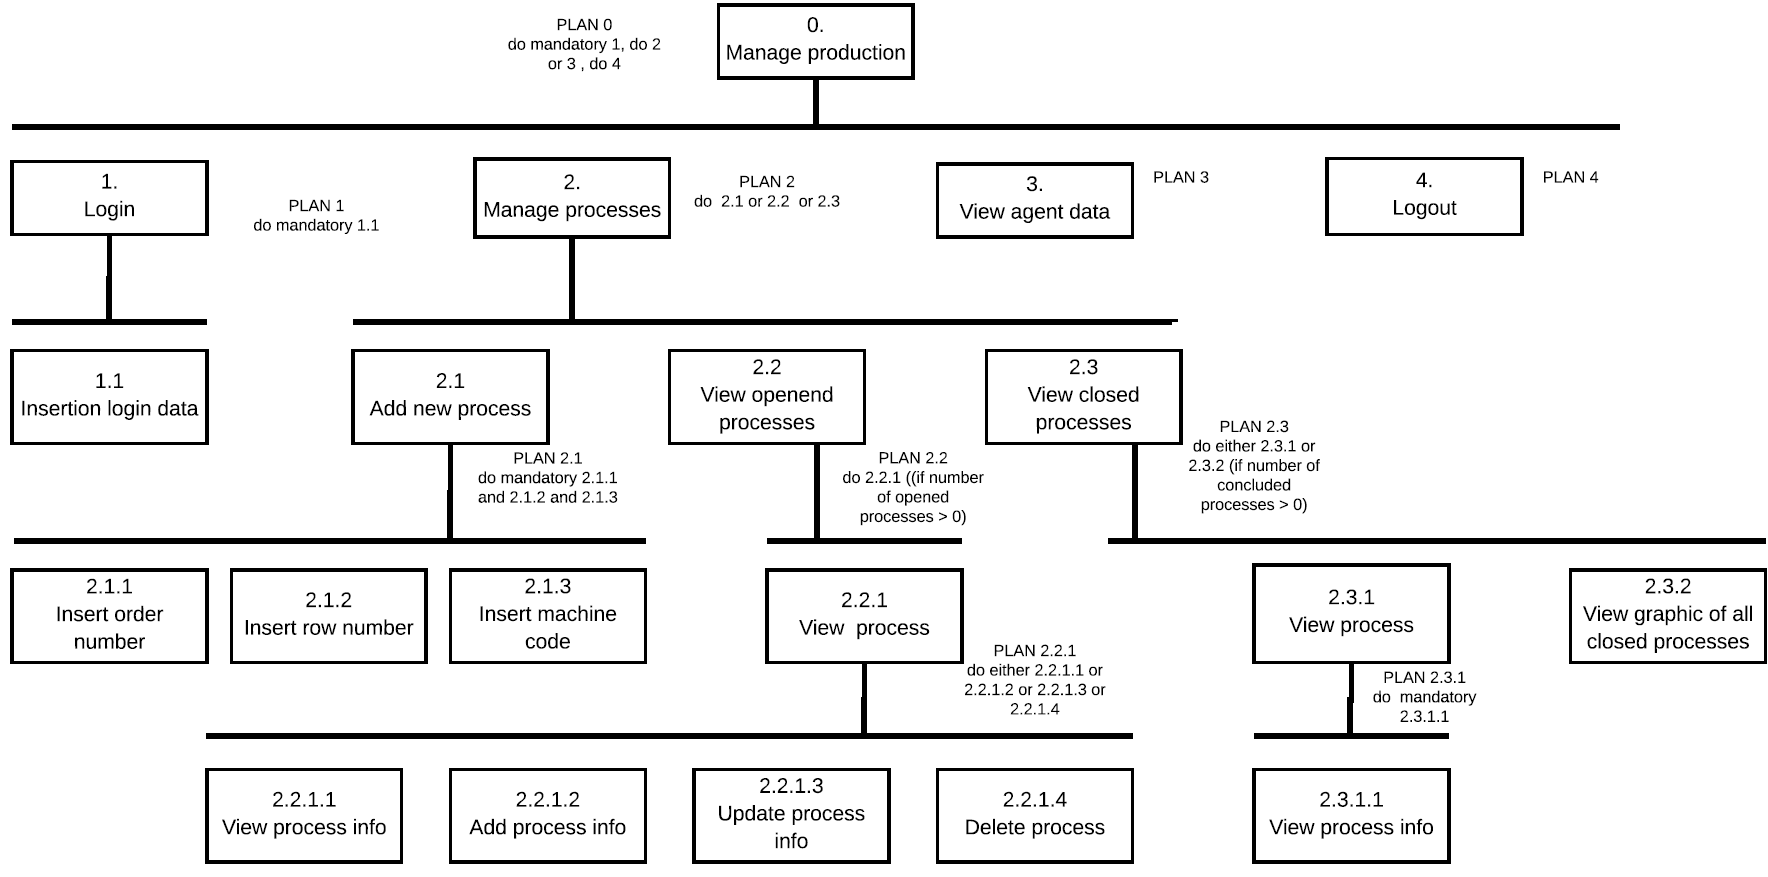 PLAN 0
do mandatory 1, do 2
or 3 , do 4
0.
Manage production
1.
Login
PLAN 1
do mandatory 1.1
2.
Manage processes
PLAN 2
do  2.1 or 2.2  or 2.3
3.
View agent data
PLAN 3
4.
Logout
PLAN 4
1.1
Insertion login data
2.1
Add new process
2.2
View openend
processes
2.3
View closed
processes
PLAN 2.1
do mandatory 2.1.1
and 2.1.2 and 2.1.3
PLAN 2.2
do 2.2.1 ((if number
of opened
processes > 0)
PLAN 2.3
do either 2.3.1 or
2.3.2 (if number of
concluded
processes > 0)
2.1.1
Insert order
number
2.1.2
Insert row number
2.1.3
Insert machine
code
2.2.1
View  process
2.3.1
View process
2.3.2
View graphic of all
closed processes
PLAN 2.2.1
do either 2.2.1.1 or
2.2.1.2 or 2.2.1.3 or
2.2.1.4
PLAN 2.3.1
do  mandatory
2.3.1.1
2.2.1.1
View process info
2.2.1.2
Add process info
2.2.1.3
Update process
info
2.2.1.4
Delete process
2.3.1.1
View process info